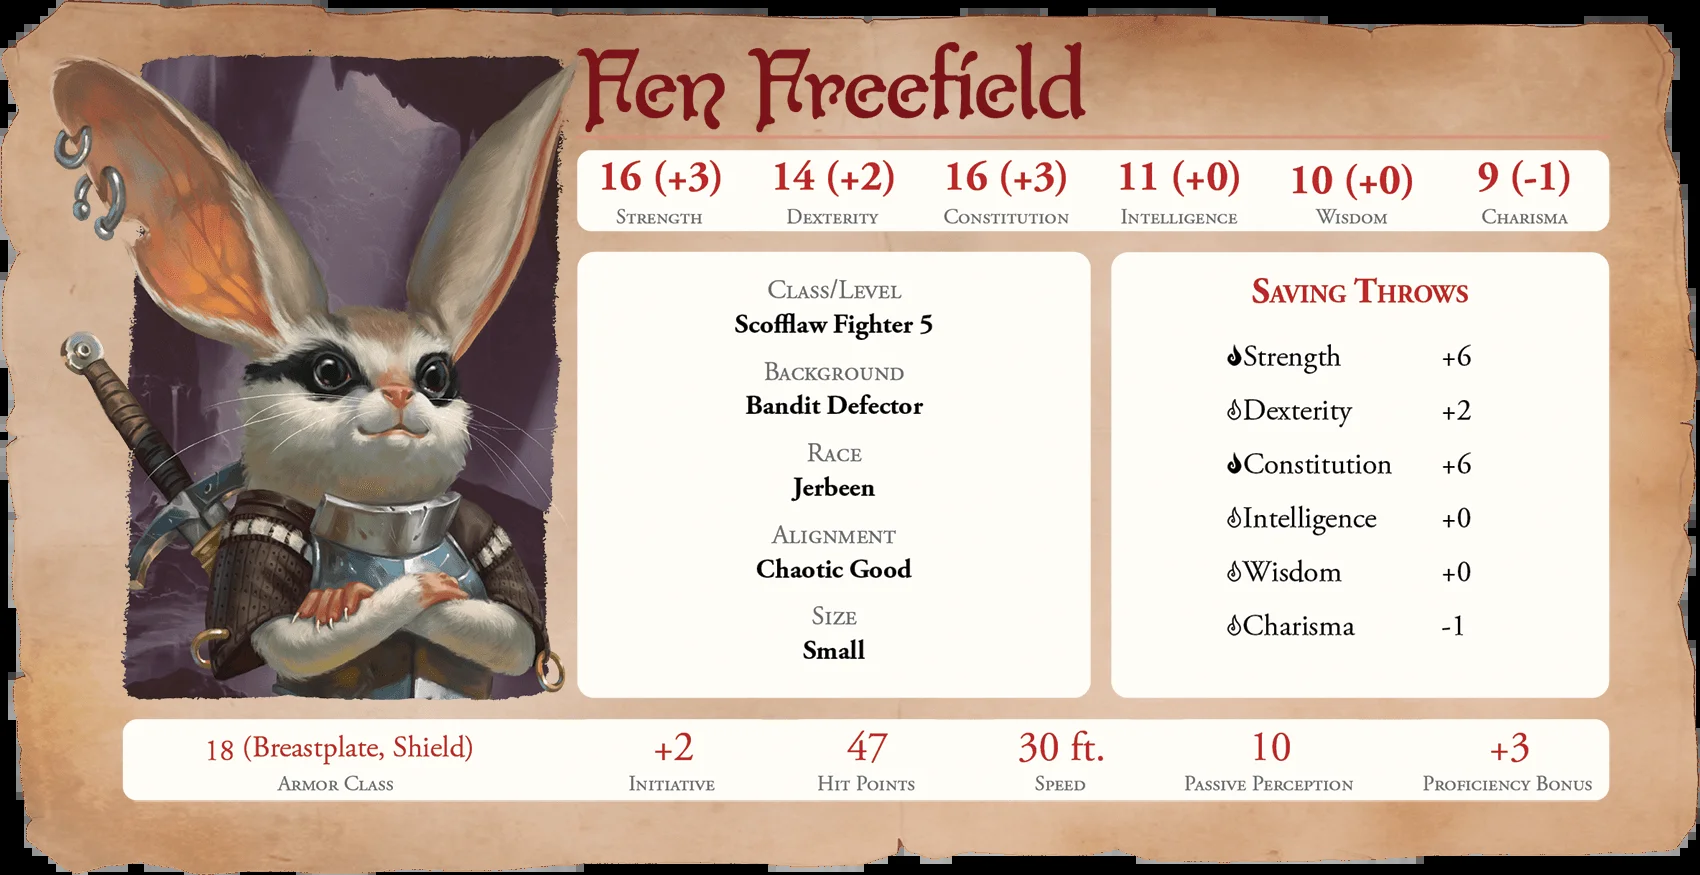 Fen Freefield
16 (+3) 14 (+2) 16 (+3) 11 (+0) 10 (+0) 9 (-1)
Strength Dexterity Constitution Intelligence Wisdom Charisma
Class/Level
Scofflaw Fighter 5
Background
Bandit Defector
Race
Jerbeen
Alignment
Chaotic Good
Size
Small
Saving Throws
Strength +6
Dexterity +2
Constitution +6
Intelligence +0
Wisdom +0
Charisma -1
18 (Breastplate, Shield) +2 47 30 ft. 10 +3
Armor Class Initiative Hit Points Speed Passive Perception Proficiency Bonus